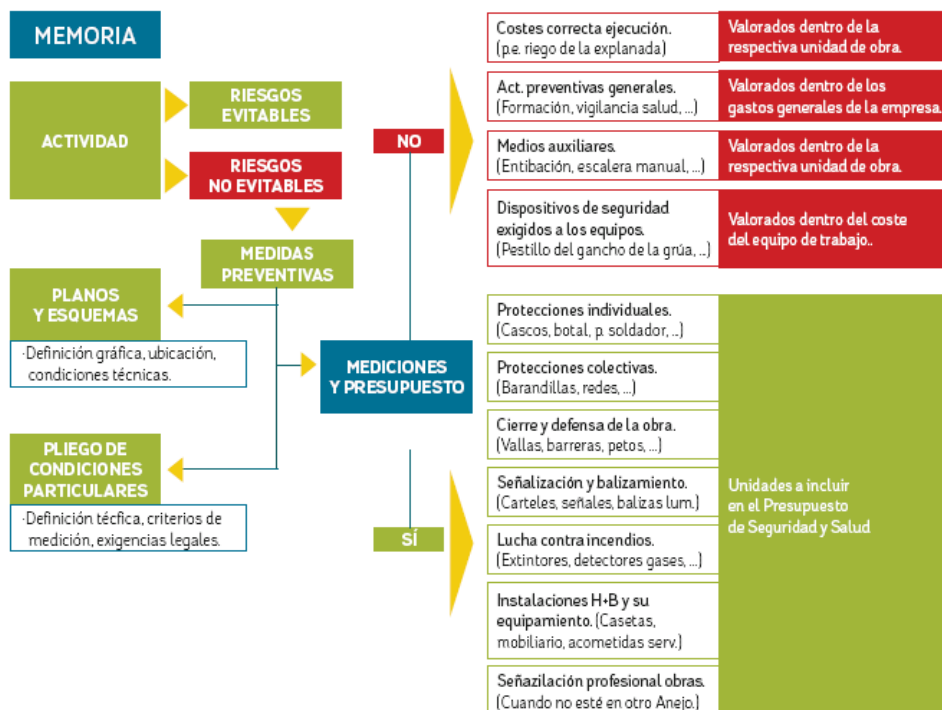 MEMORIA
ACTIVIDAD
RIESGOS
EVITABLES
RIESGOS
NO EVITABLES
MEDIDAS
PREVENTIVAS
PLANOS
Y ESQUEMAS
·Definición gráfica, ubicación,
condiciones técnicas.
PLIEGO DE
CONDICIONES
PARTICULARES
·Definición técfica, criterios de
medición, exigencias legales.
MEDICIONES
Y PRESUPUESTO
NO
Costes correcta ejecución.
(p.e. riego de la explanada)
Valorados dentro de la
respectiva unidad de obra.
Act. preventivas generales.
(Formación, vigilancia salud, ...)
Valorados dentro de los
gastos generales de la empresa.
Medios auxiliares.
(Entibación, escalera manual, ...)
Valorados dentro de la
respectiva unidad de obra.
Dispositivos de seguridad
exigidos a los equipos.
(Pestillo del gancho de la grúa, ...)
Valorados dentro del coste
del equipo de trabajo..
SÍ
Protecciones individuales.
(Cascos, botal, p. soldador, ...)
Protecciones colectivas.
(Barandillas, redes, ...)
Cierre y defensa de la obra.
(Vallas, barreras, petos, ...)
Señalización y balizamiento.
(Carteles, señales, balizas lum.)
Lucha contra incendios.
(Extintores, detectores gases, ...)
Instalaciones H+B y su
equipamiento. (Casetas,
mobiliario, acometidas serv.)
Señazilación profesional obras.
(Cuando no esté en otro Anejo.)
Unidades a incluir
en el Presupuesto
de Seguridad y Salud